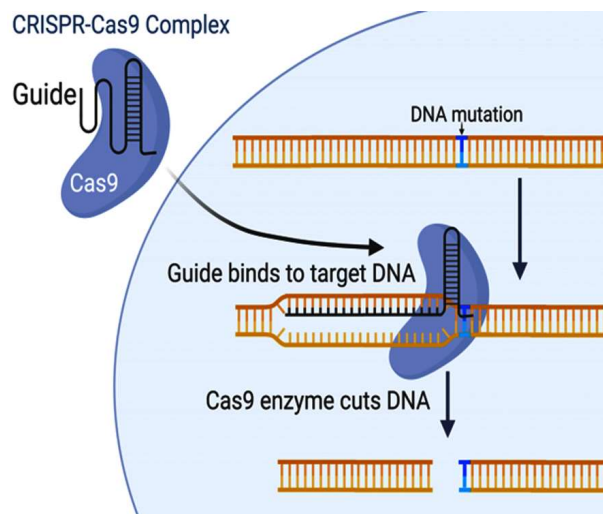 CRISPR-Cas9 Complex
Guide
Cas9
DNA mutation
Guide binds to target DNA
Cas9 enzyme cuts DNA